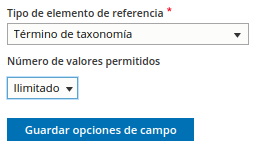 Tipo de elemento de referencia *
Término de taxonomía
Número de valores permitidos
Ilimitado
Guardar opciones de campo